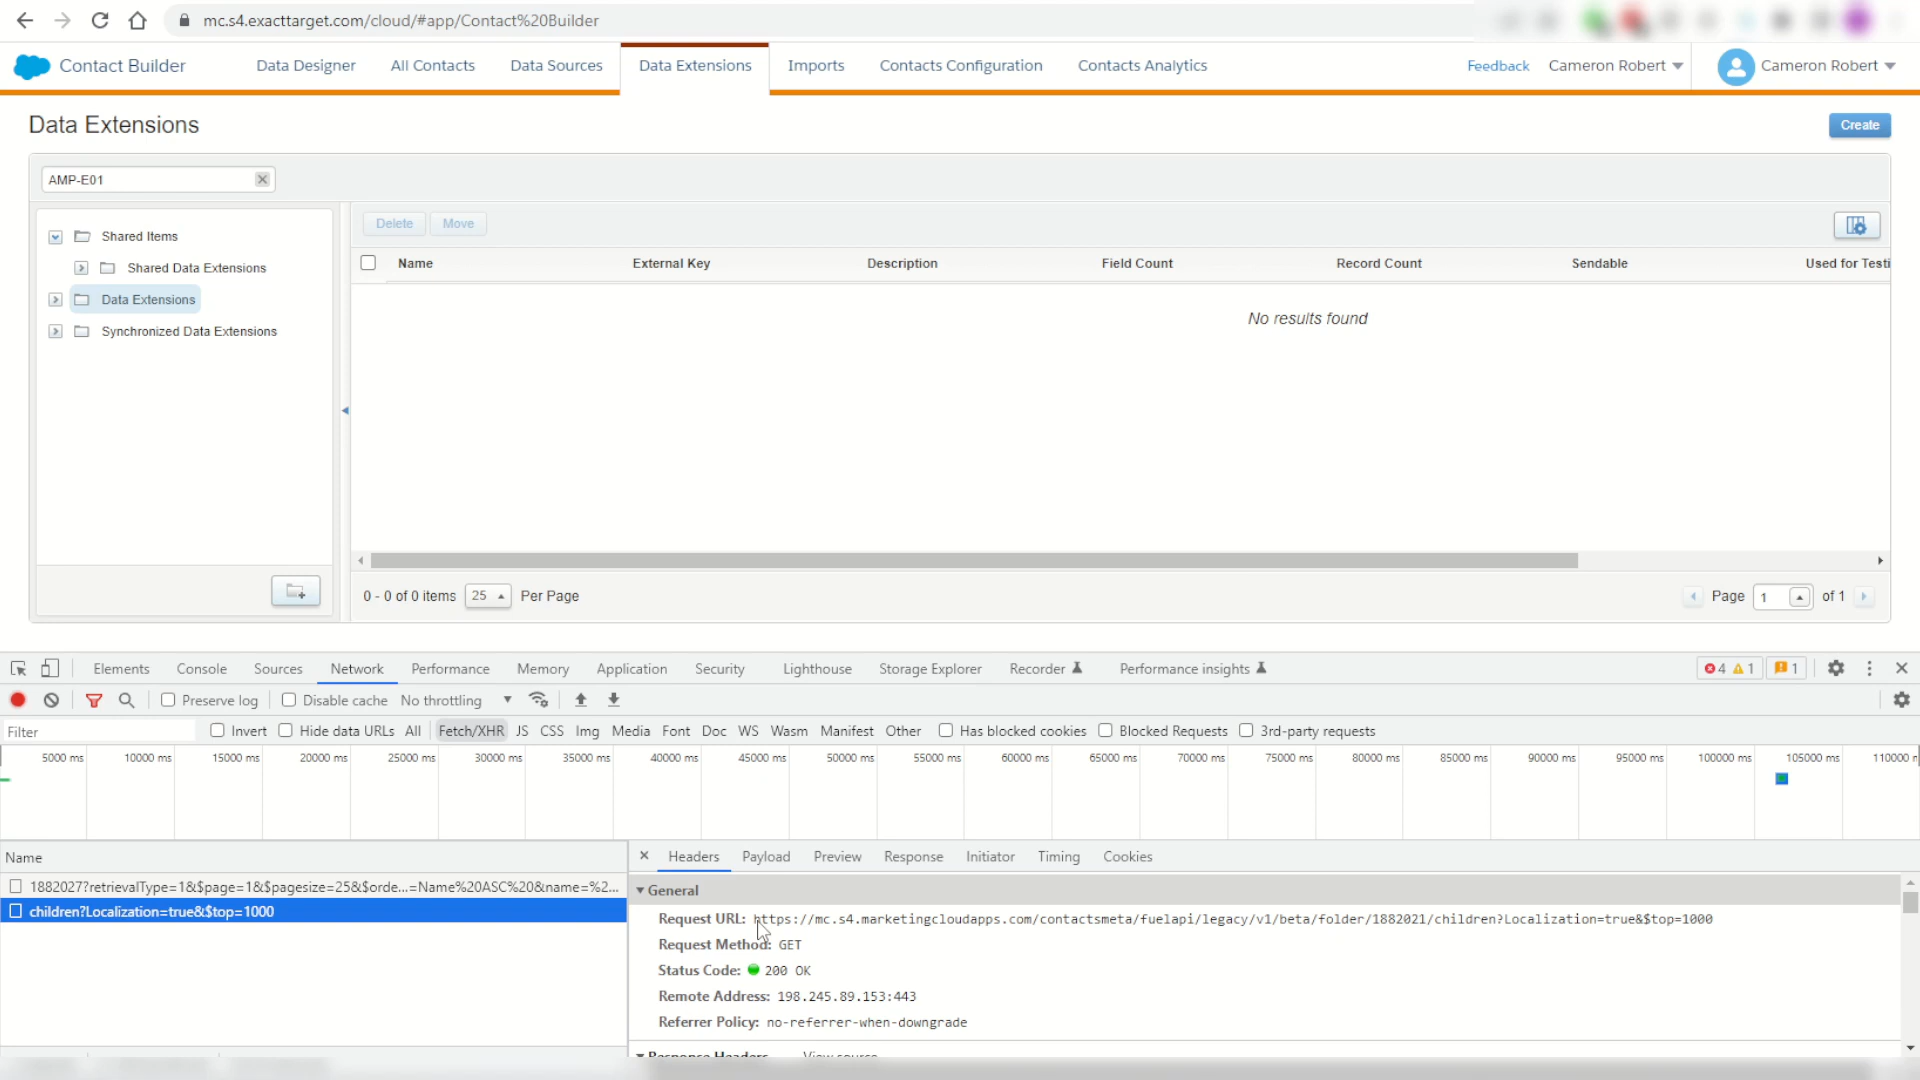 mc.s4.exacttarget.com/cloud/#app/Contact%20Builder
Contact Builder Data Designer All Contacts Data Sources Data Extensions Imports Contacts Configuration Contacts Analytics Feedback Cameron Robert Cameron Robert
Data Extensions Create
AMP-E01
Delete Move
Shared Items
Shared Data Extensions
Data Extensions
Synchronized Data Extensions
Name External Key Description Field Count Record Count Sendable Used for Testi
No results found
0 - 0 of 0 items 25 Per Page Page 1 of 1
Elements Console Sources Network Performance Memory Application Security Lighthouse Storage Explorer Recorder Performance insights 4 1 1
Preserve log Disable cache No throttling
Filter Invert Hide data URLs All Fetch/XHR JS CSS Img Media Font Doc WS Wasm Manifest Other Has blocked cookies Blocked Requests 3rd-party requests
5000 ms 10000 ms 15000 ms 20000 ms 25000 ms 30000 ms 35000 ms 40000 ms 45000 ms 50000 ms 55000 ms 60000 ms 65000 ms 70000 ms 75000 ms 80000 ms 85000 ms 90000 ms 95000 ms 100000 ms 105000 ms 110000 n
Name
1882027?retrievalType=1&$page=1&$pagesize=25&$orde...=Name%20ASC%20&name=%2...
children?Localization=true&$top=1000
Headers Payload Preview Response Initiator Timing Cookies
General
Request URL: https://mc.s4.marketingcloudapps.com/contactsmeta/fuelapi/legacy/v1/beta/folder/1882021/children?Localization=true&$top=1000
Request Method: GET
Status Code: 200 OK
Remote Address: 198.245.89.153:443
Referrer Policy: no-referrer-when-downgrade
Response Headers View source